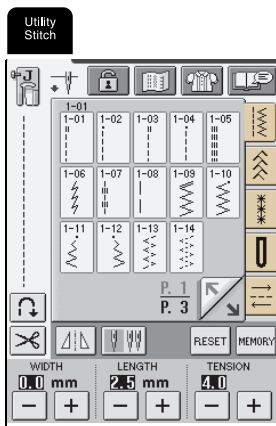 Utility
Stitch
J
1-01
1-01 1-02 1-03 1-04 1-05
1-06 1-07 1-08 1-09 1-10
1-11 1-12 1-13 1-14
P. 1
P. 3
RESET MEMORY
WIDTH LENGTH TENSION
0.0 mm 2.5 mm 4.0
− + − + − +